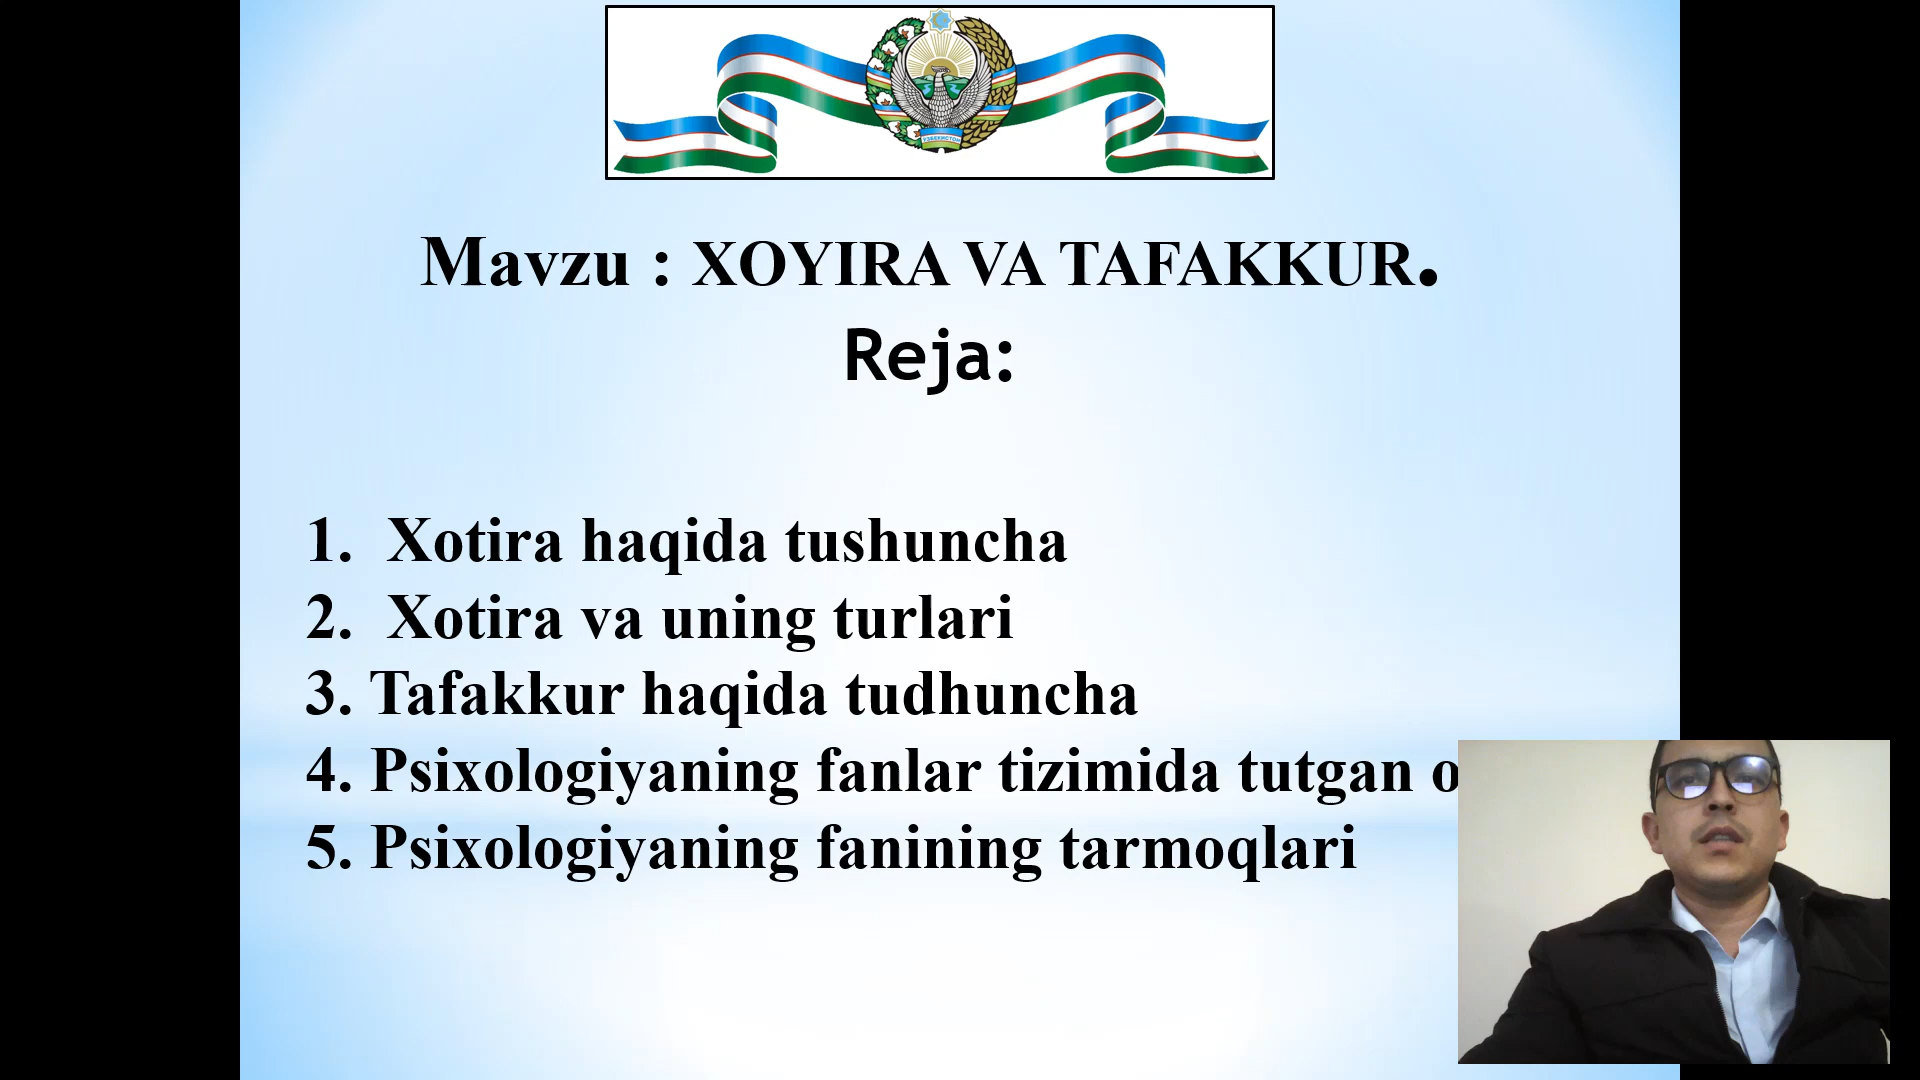 ЎЗБЕКИСТОН
Mavzu : XOYIRA VA TAFAKKUR.
Reja:
1. Xotira haqida tushuncha
2. Xotira va uning turlari
3. Tafakkur haqida tudhuncha
4. Psixologiyaning fanlar tizimida tutgan
5. Psixologiyaning fanining tarmoqlari